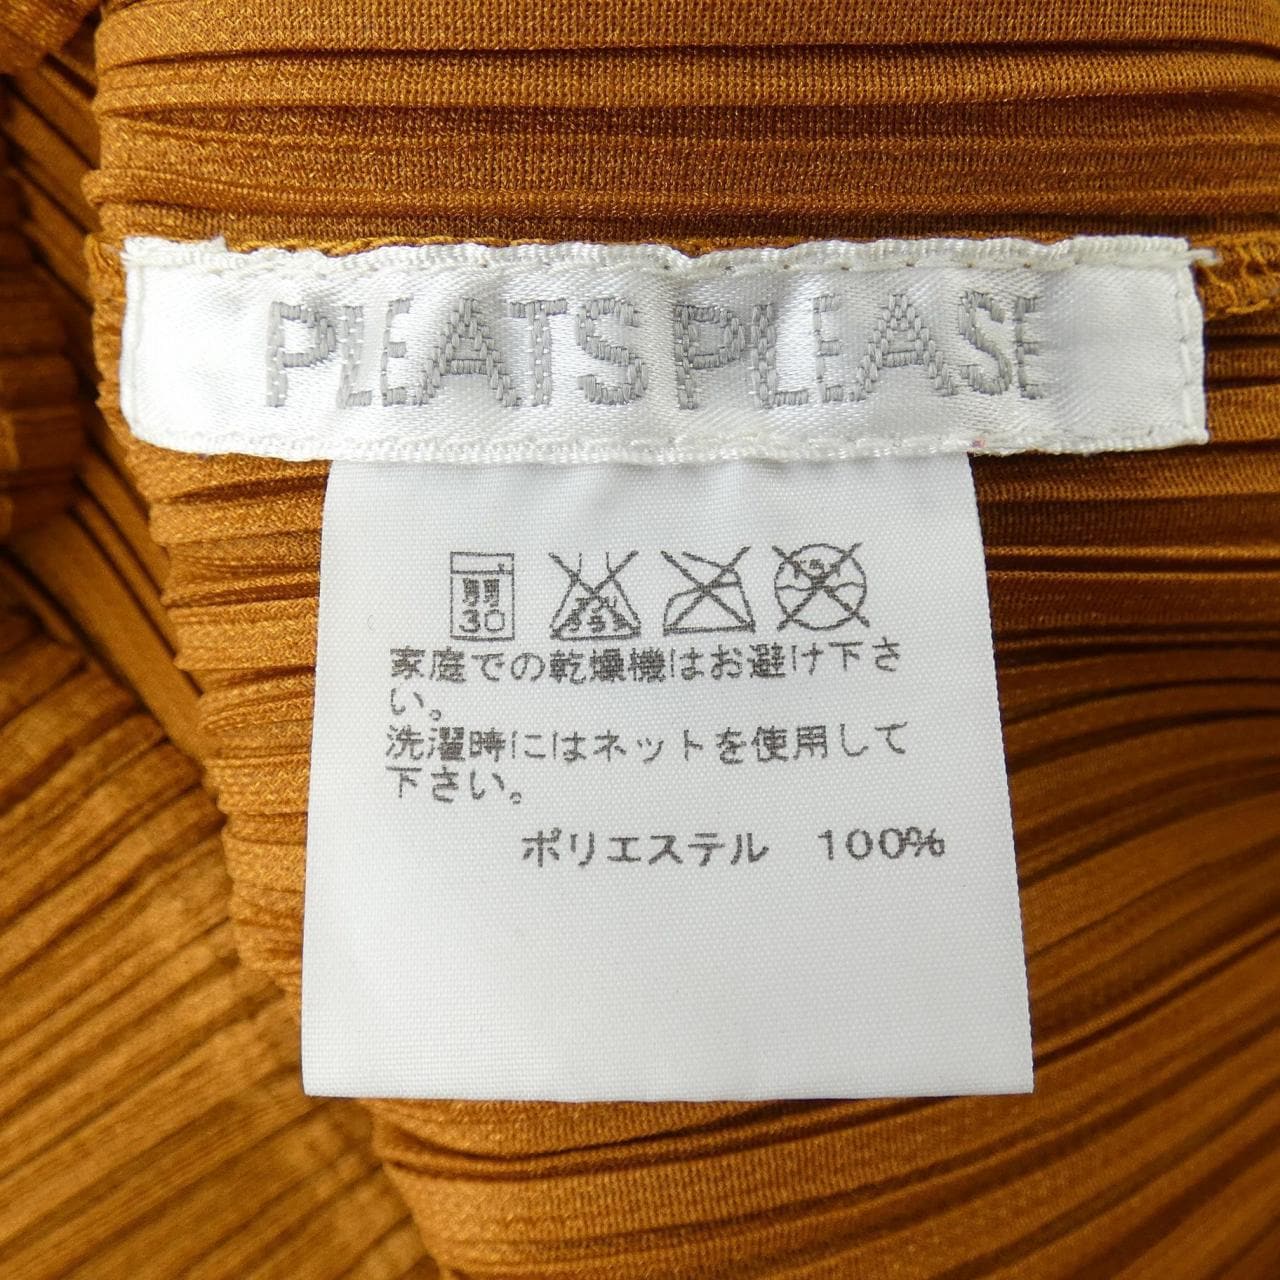 PLEATS PLEASE
弱
30
家庭での乾燥機はお避け下さ
い。
洗濯時にはネットを使用して
下さい。
ポリエステル 100%